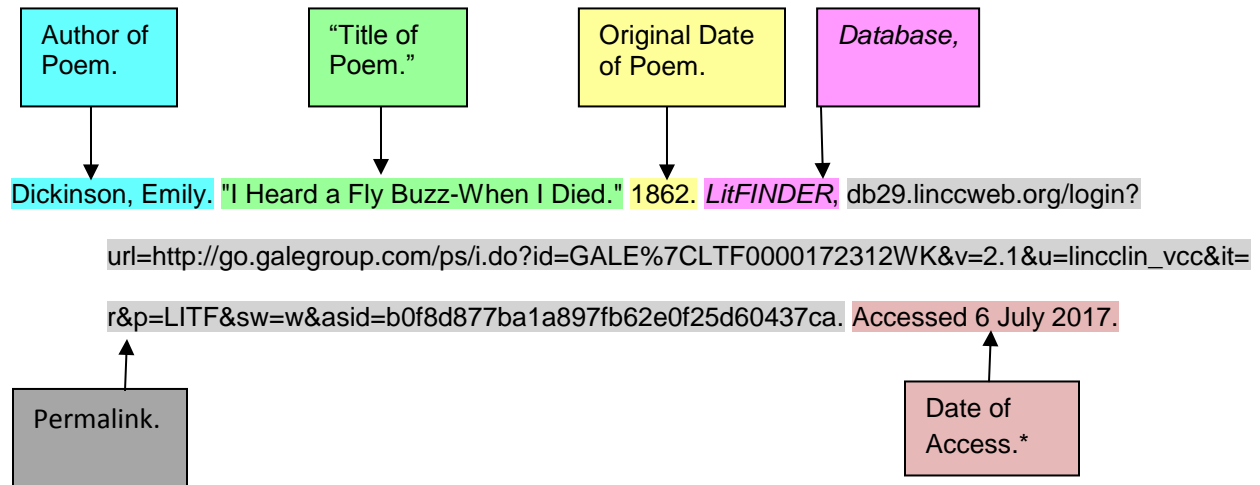 Author of
Poem.
“Title of
Poem.”
Original Date
of Poem.
Database,
Dickinson, Emily. "I Heard a Fly Buzz-When I Died." 1862. LitFINDER, db29.linccweb.org/login?
url=http://go.galegroup.com/ps/i.do?id=GALE%7CLTF0000172312WK&v=2.1&u=lincclin_vcc&it=
r&p=LITF&sw=w&asid=b0f8d877ba1a897fb62e0f25d60437ca. Accessed 6 July 2017.
Permalink.
Date of
Access.*